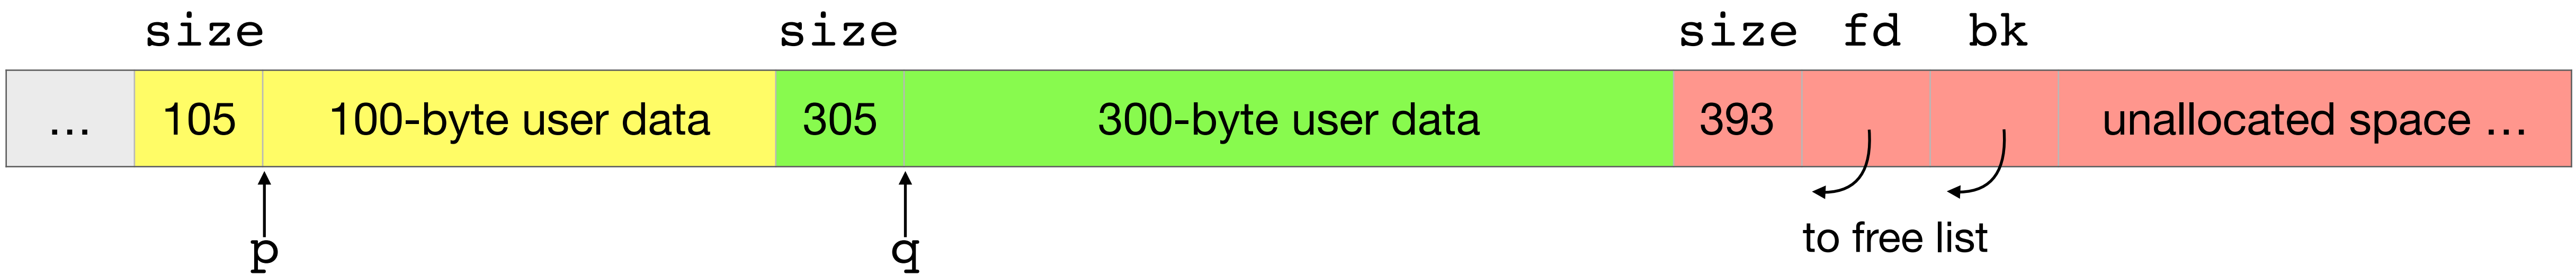 size size size fd bk
… 105 100-byte user data 305 300-byte user data 393 unallocated space …
to free list
p q